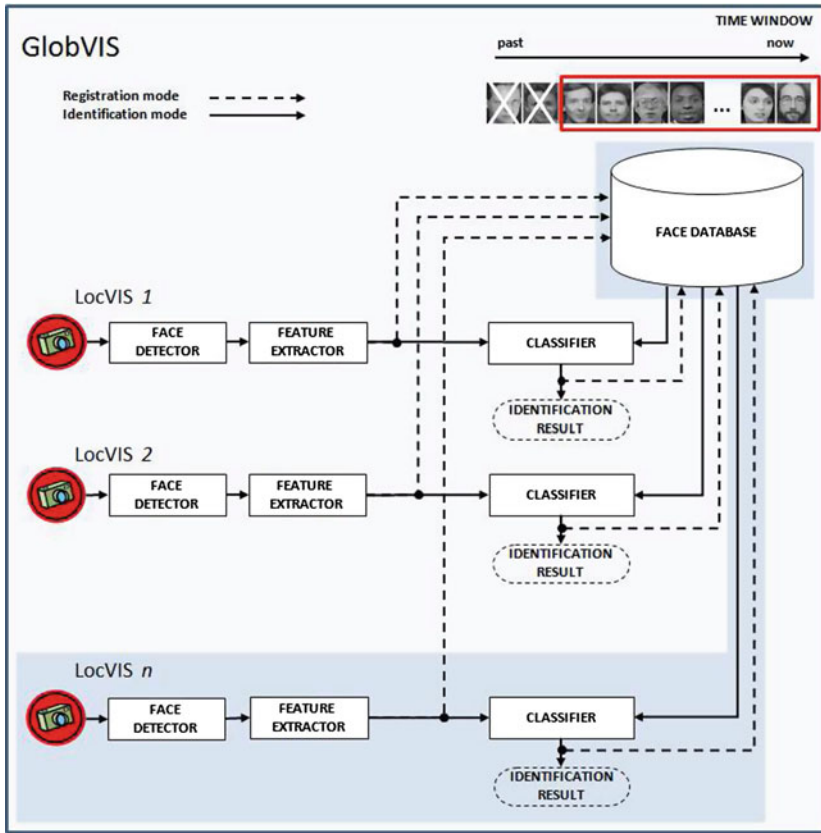 TIME WINDOW
GlobVIS
past now
Registration mode
Identification mode
...
FACE DATABASE
LocVIS 1
FACE DETECTOR
FEATURE EXTRACTOR
CLASSIFIER
IDENTIFICATION RESULT
LocVIS 2
FACE DETECTOR
FEATURE EXTRACTOR
CLASSIFIER
IDENTIFICATION RESULT
LocVIS n
FACE DETECTOR
FEATURE EXTRACTOR
CLASSIFIER
IDENTIFICATION RESULT